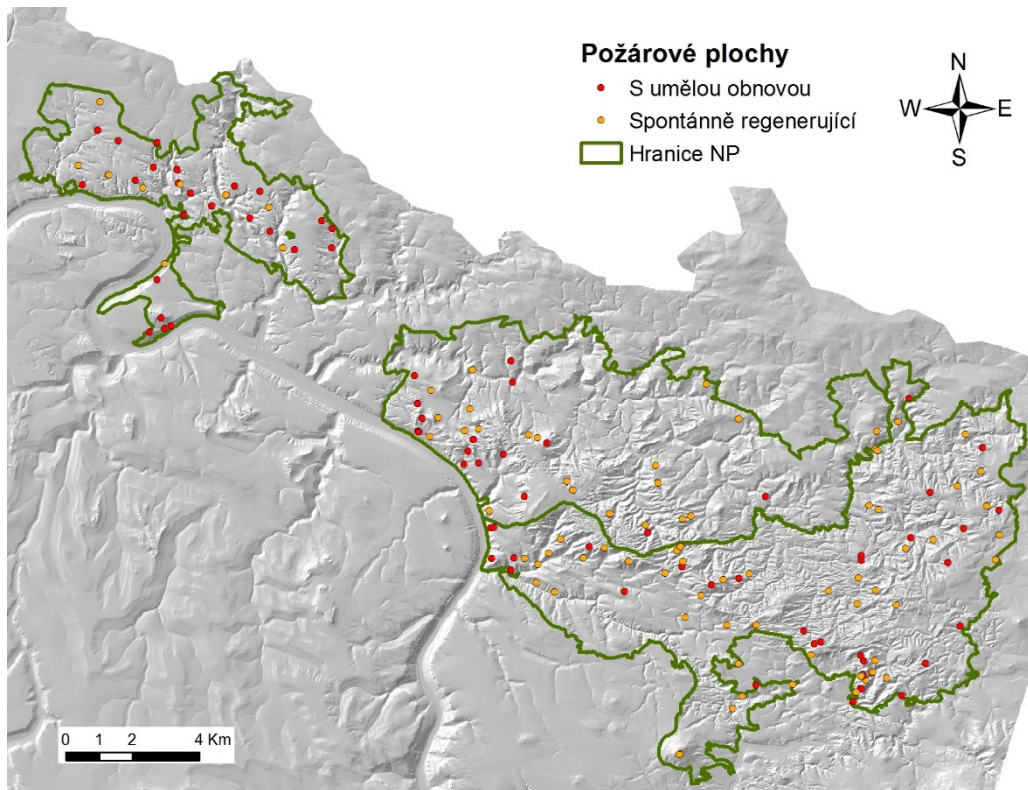 Požárové plochy
S umělou obnovou
Spontánně regenerující
Hranice NP
N
W E
S
0 1 2 4 Km